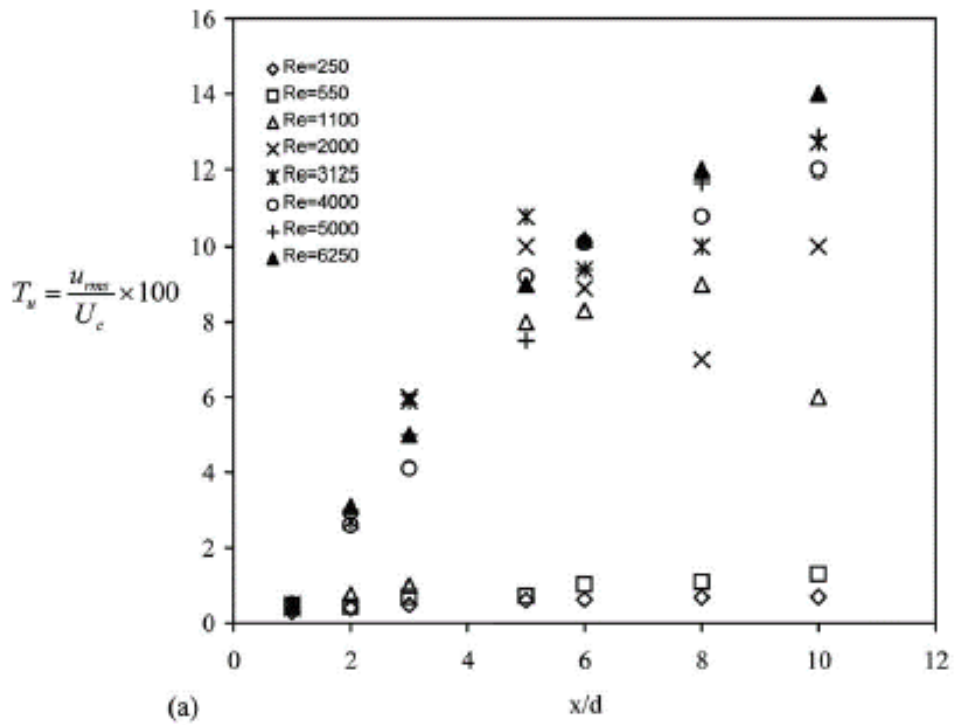 16
14
12
10
8
6
4
2
0
Re=250
Re=550
Re=1100
Re=2000
Re=3125
Re=4000
Re=5000
Re=6250
T_u = u_rms / U_c × 100
0 2 4 6 8 10 12
(a) x/d